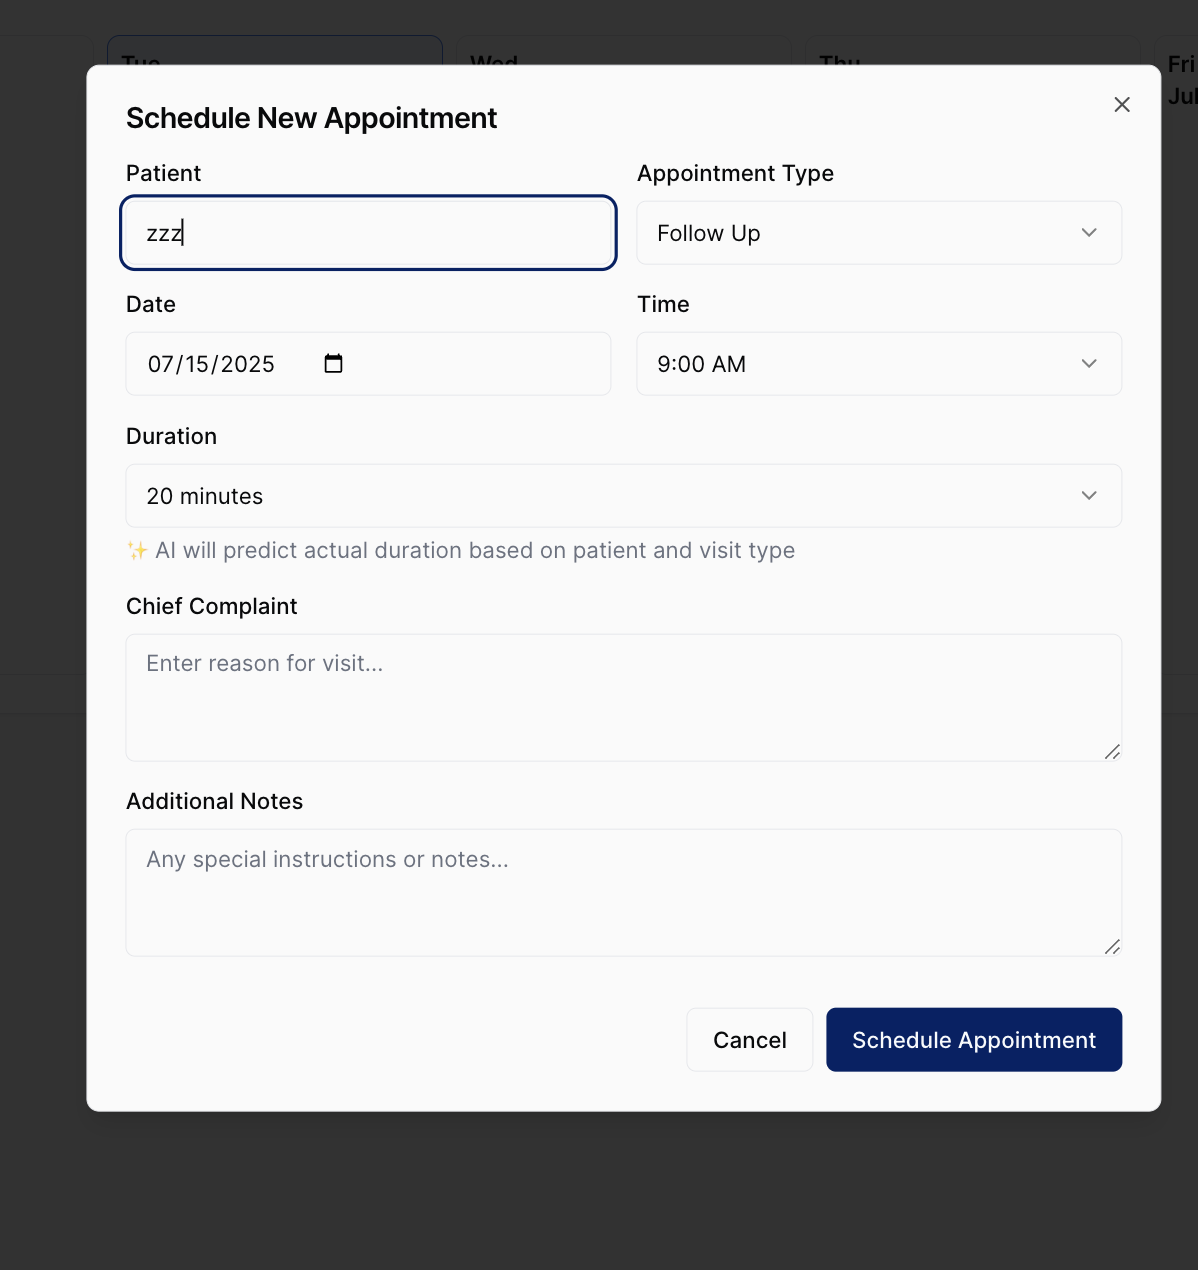 Tue
Wed
Thu
Fri
Jul
Schedule New Appointment
Patient
Appointment Type
zzz
Follow Up
Date
Time
07/15/2025
9:00 AM
Duration
20 minutes
✨ AI will predict actual duration based on patient and visit type
Chief Complaint
Enter reason for visit...
Additional Notes
Any special instructions or notes...
Cancel
Schedule Appointment